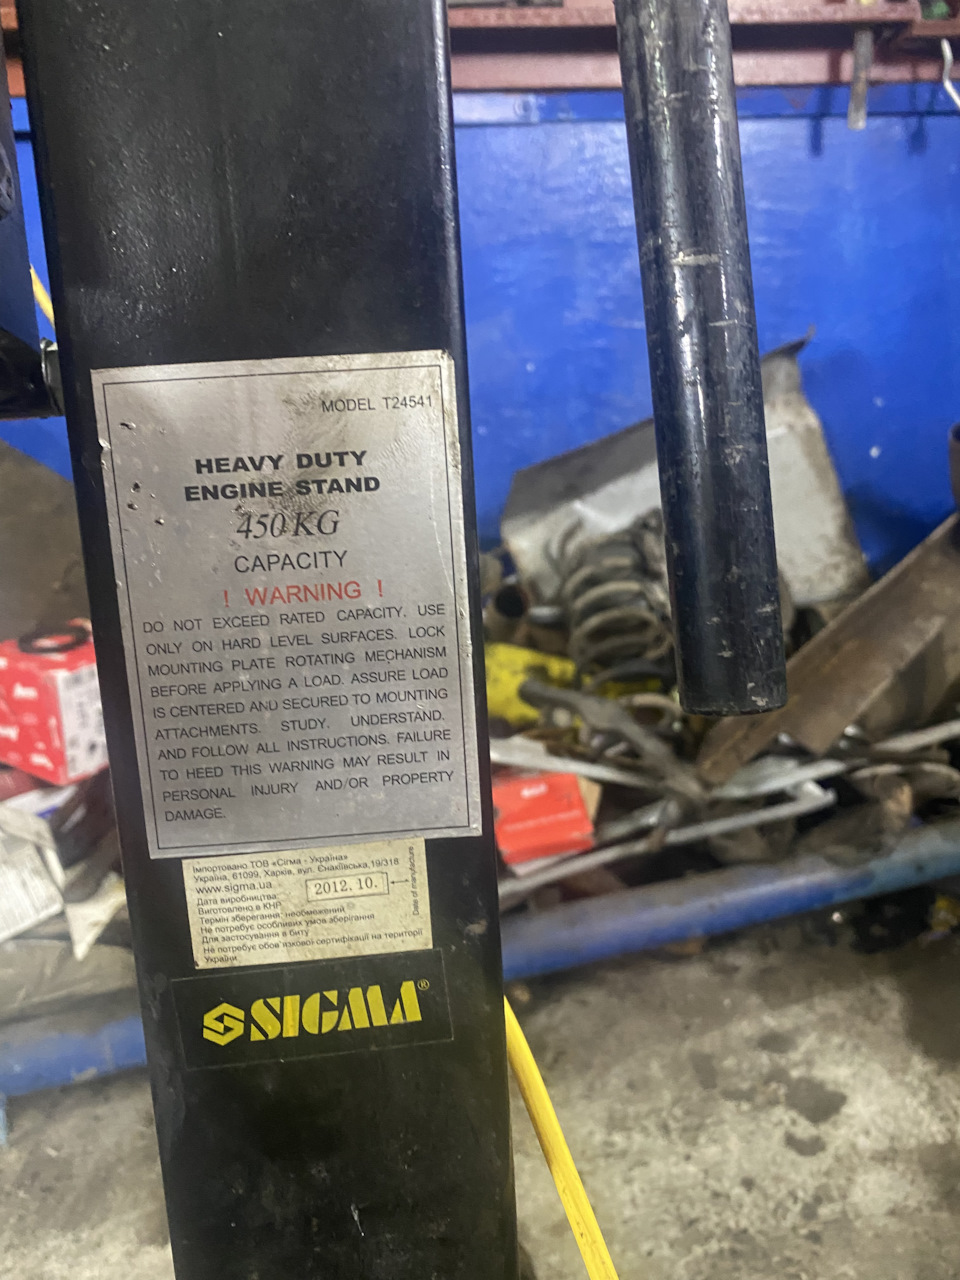 MODEL T24541
HEAVY DUTY
ENGINE STAND
450 KG
CAPACITY
! WARNING !
DO NOT EXCEED RATED CAPACITY. USE
ONLY ON HARD LEVEL SURFACES. LOCK
MOUNTING PLATE ROTATING MECHANISM
BEFORE APPLYING A LOAD. ASSURE LOAD
IS CENTERED AND SECURED TO MOUNTING
ATTACHMENTS. STUDY. UNDERSTAND.
AND FOLLOW ALL INSTRUCTIONS. FAILURE
TO HEED THIS WARNING MAY RESULT IN
PERSONAL INJURY AND/OR PROPERTY
DAMAGE.
Імпортовано ТОВ «Сігма - Україна»
Україна, 61099, Харків, вул. Єнакіївська,19/318
www.sigma.ua
Дата виробництва:
2012. 10.
Date of manufacture
Виготовлено в КНР
Термін зберегання: необмежений
Не потребує особливих умов зберігання
Для застосування в биту
Не потребує обов'язкової сертифікації на території
України
SIGMA®